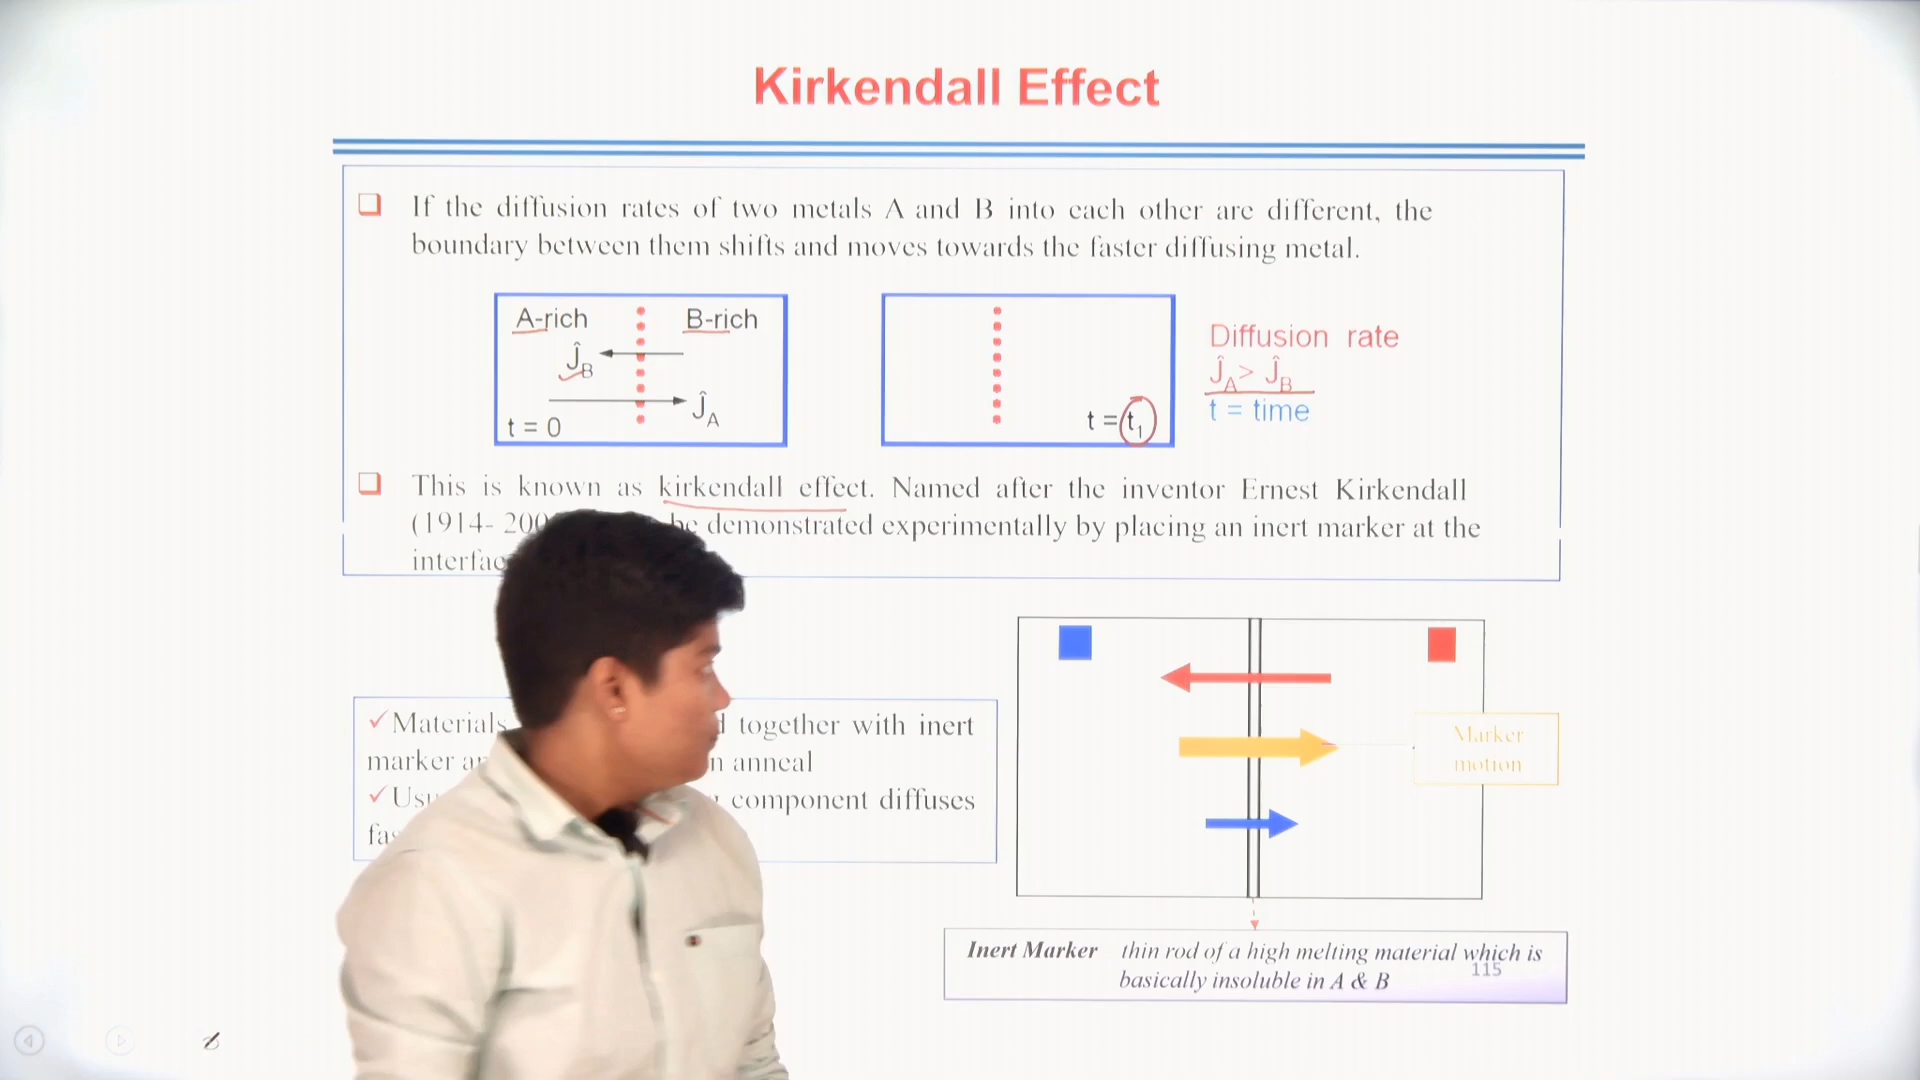 Kirkendall Effect
If the diffusion rates of two metals A and B into each other are different, the
boundary between them shifts and moves towards the faster diffusing metal.
A-rich
B-rich
ĴB
ĴA
t = 0
t = t1
Diffusion rate
ĴA > ĴB
t = time
This is known as kirkendall effect. Named after the inventor Ernest Kirkendall
(1914- be demonstrated experimentally by placing an inert marker at the
✓Materials together with inert
marker anneal
✓ component diffuses
Marker
motion
Inert Marker thin rod of a high melting material which is
basically insoluble in A & B
115